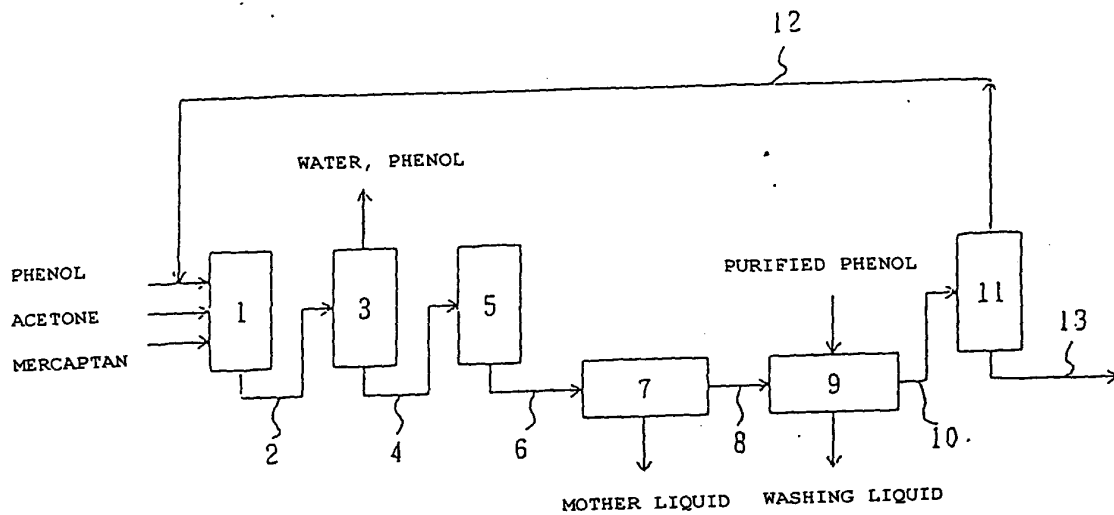 12
WATER, PHENOL
PHENOL
ACETONE
MERCAPTAN
1
3
5
PURIFIED PHENOL
11
13
7
9
2
4
6
8
10.
MOTHER LIQUID
WASHING LIQUID